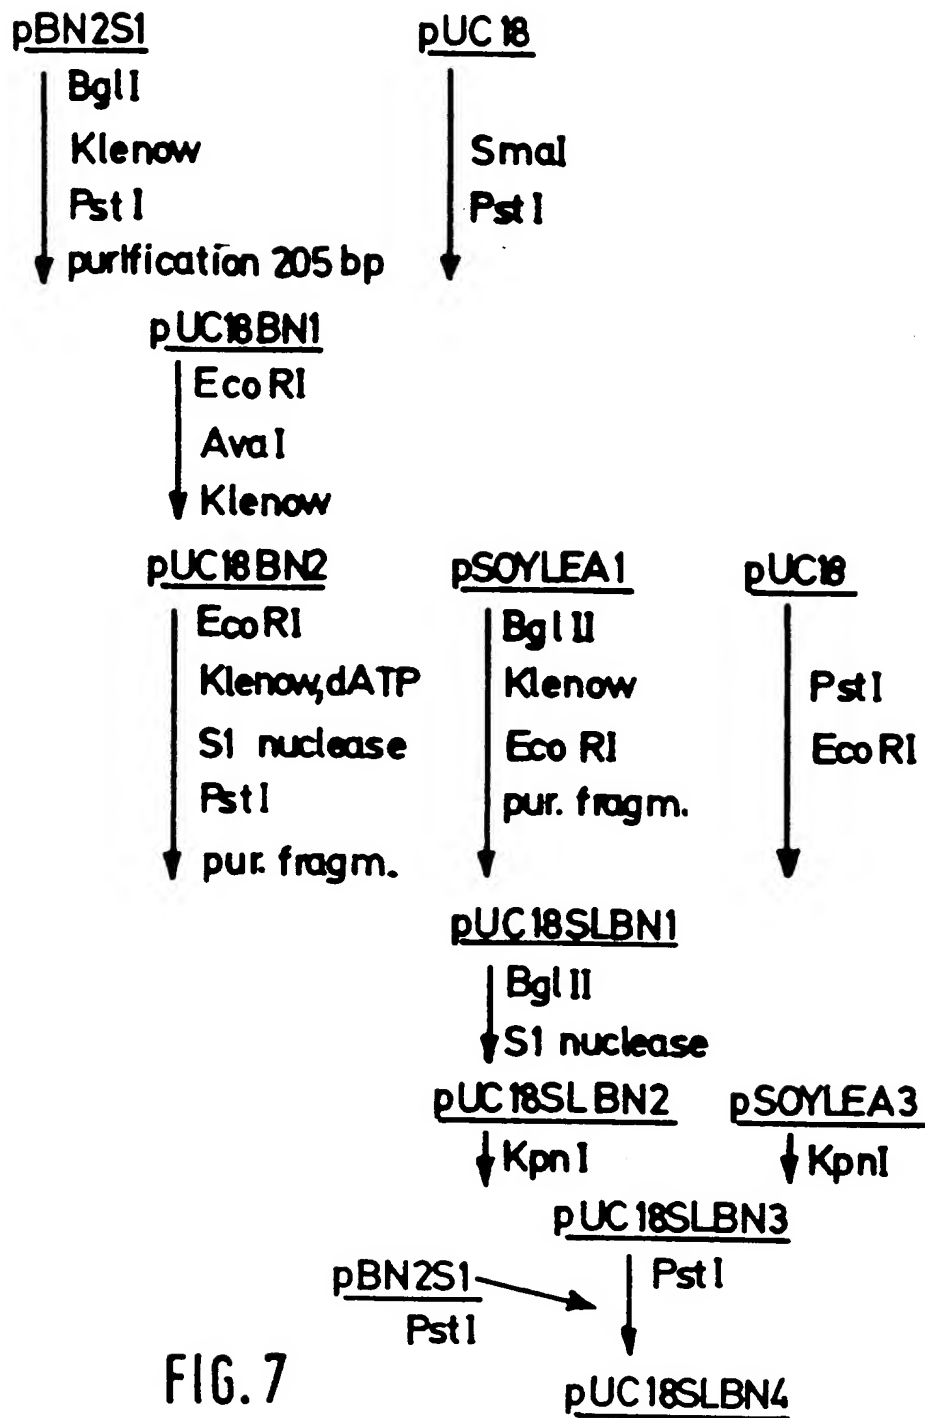 pBN2S1
BglI
Klenow
PstI
purification 205 bp
pUC18
SmaI
PstI
pUC18BN1
EcoRI
AvaI
Klenow
pUC18BN2
EcoRI
Klenow,dATP
S1 nuclease
PstI
pur. fragm.
pSOYLEA1
BglII
Klenow
EcoRI
pur. fragm.
pUC18
PstI
EcoRI
pUC18SLBN1
BglII
S1 nuclease
pUC18SLBN2
KpnI
pSOYLEA3
KpnI
pUC18SLBN3
PstI
pBN2S1
PstI
pUC18SLBN4
FIG. 7